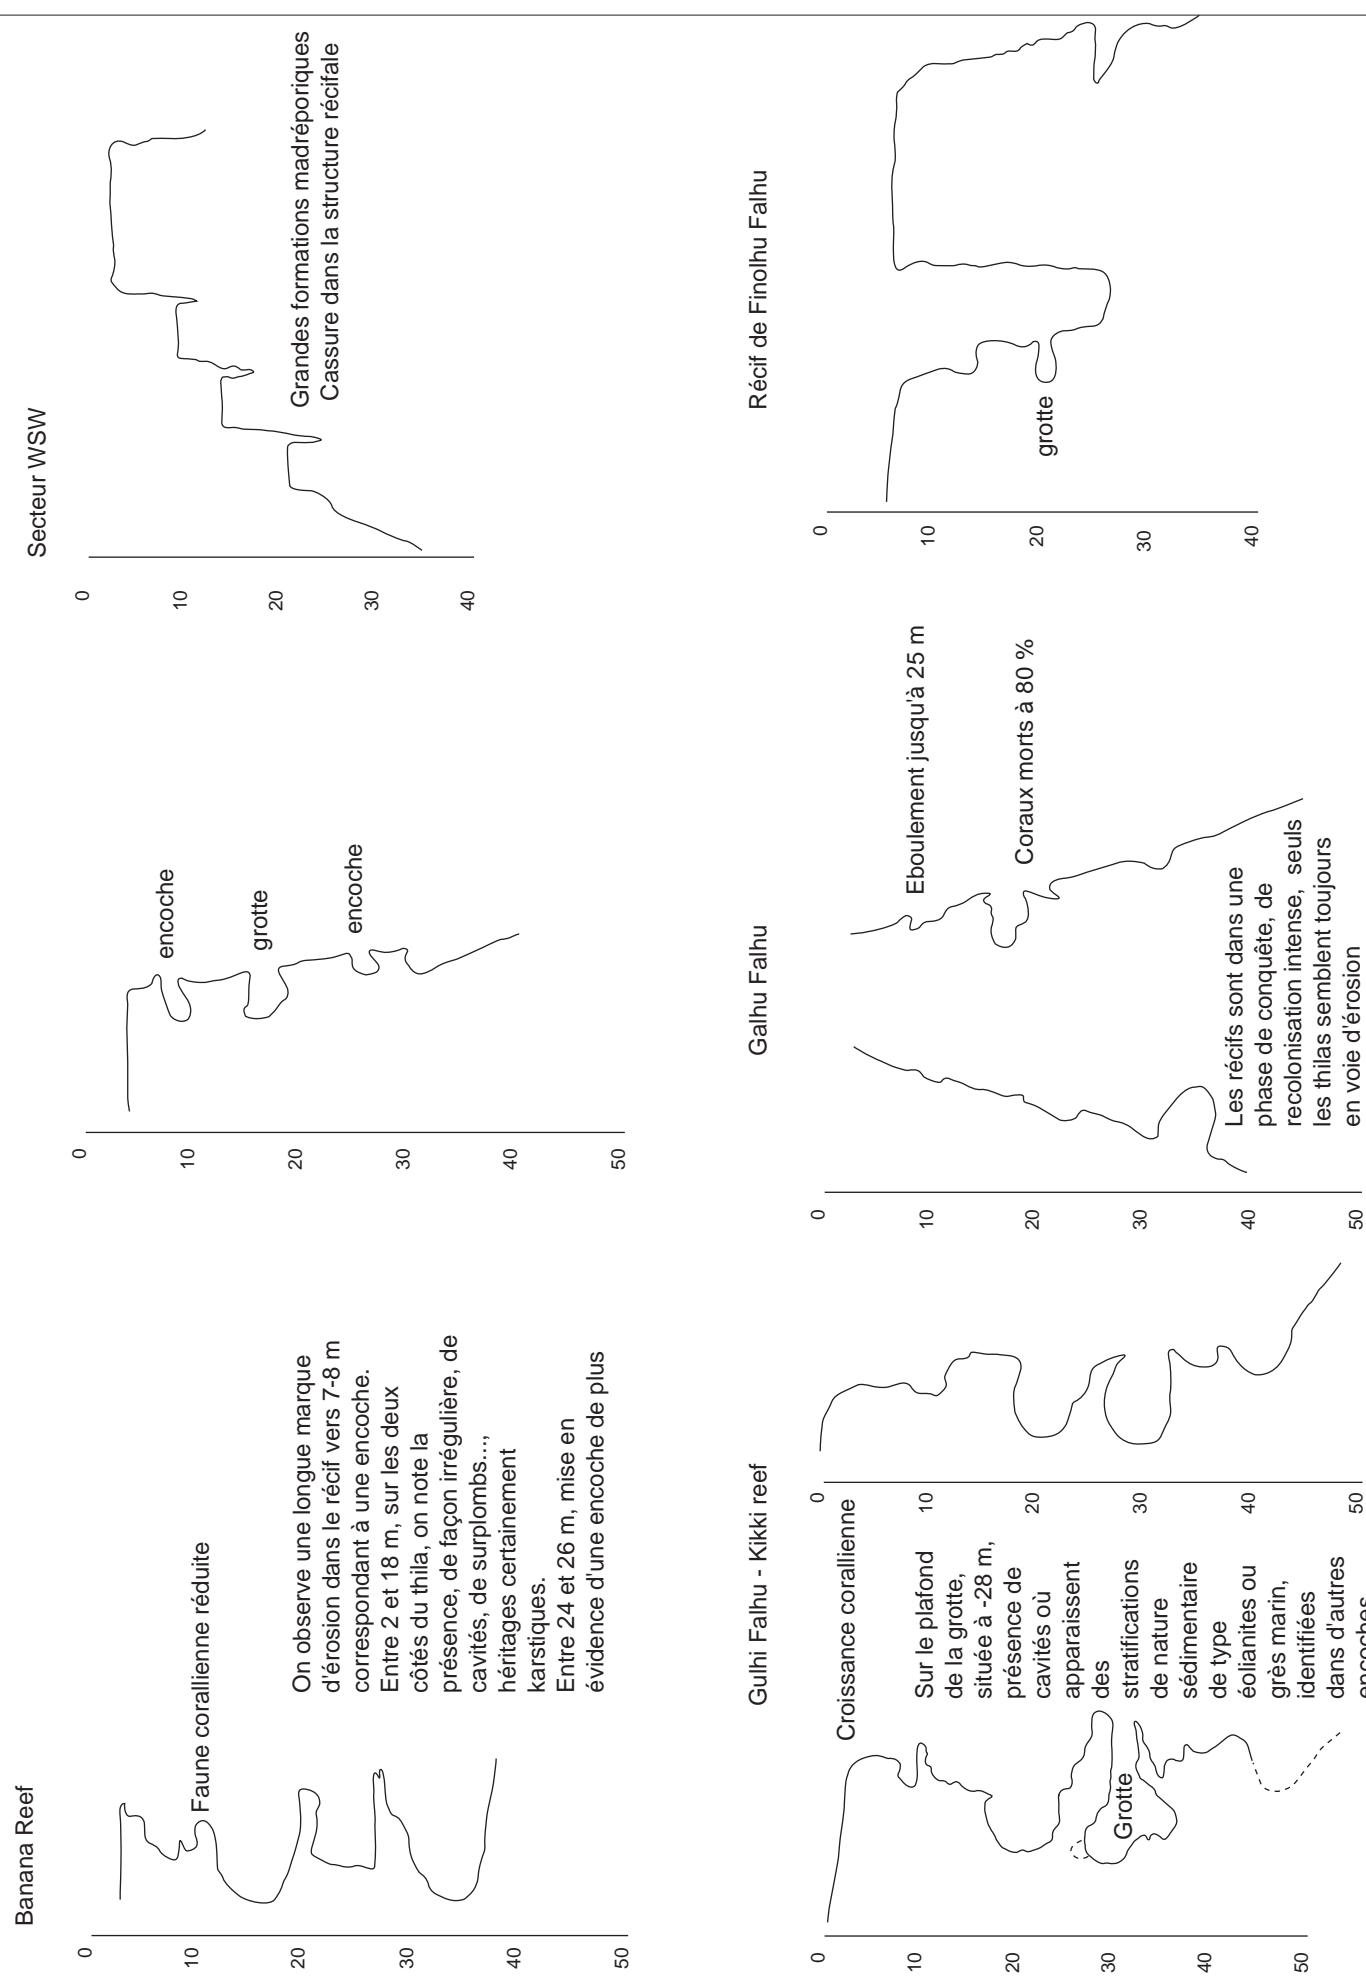 Banana Reef
0
10
20
30
40
50
Faune corallienne réduite
On observe une longue marque
d'érosion dans le récif vers 7-8 m
correspondant à une encoche.
Entre 2 et 18 m, sur les deux
côtés du thila, on note la
présence, de façon irrégulière, de
cavités, de surplombs...,
héritages certainement
karstiques.
Entre 24 et 26 m, mise en
évidence d'une encoche de plus
0
10
20
30
40
50
encoche
grotte
encoche
Secteur WSW
0
10
20
30
40
Grandes formations madréporiques
Cassure dans la structure récifale
Gulhi Falhu - Kikki reef
0
10
20
30
40
50
Croissance corallienne
Grotte
Sur le plafond
de la grotte,
située à -28 m,
présence de
cavités où
apparaissent
des
stratifications
de nature
sédimentaire
de type
éolianites ou
grès marin,
identifiées
dans d'autres
encoches
0
10
20
30
40
50
Galhu Falhu
0
10
20
30
40
50
Eboulement jusqu'à 25 m
Coraux morts à 80 %
Les récifs sont dans une
phase de conquête, de
recolonisation intense, seuls
les thilas semblent toujours
en voie d'érosion
Récif de Finolhu Falhu
0
10
20
30
40
grotte